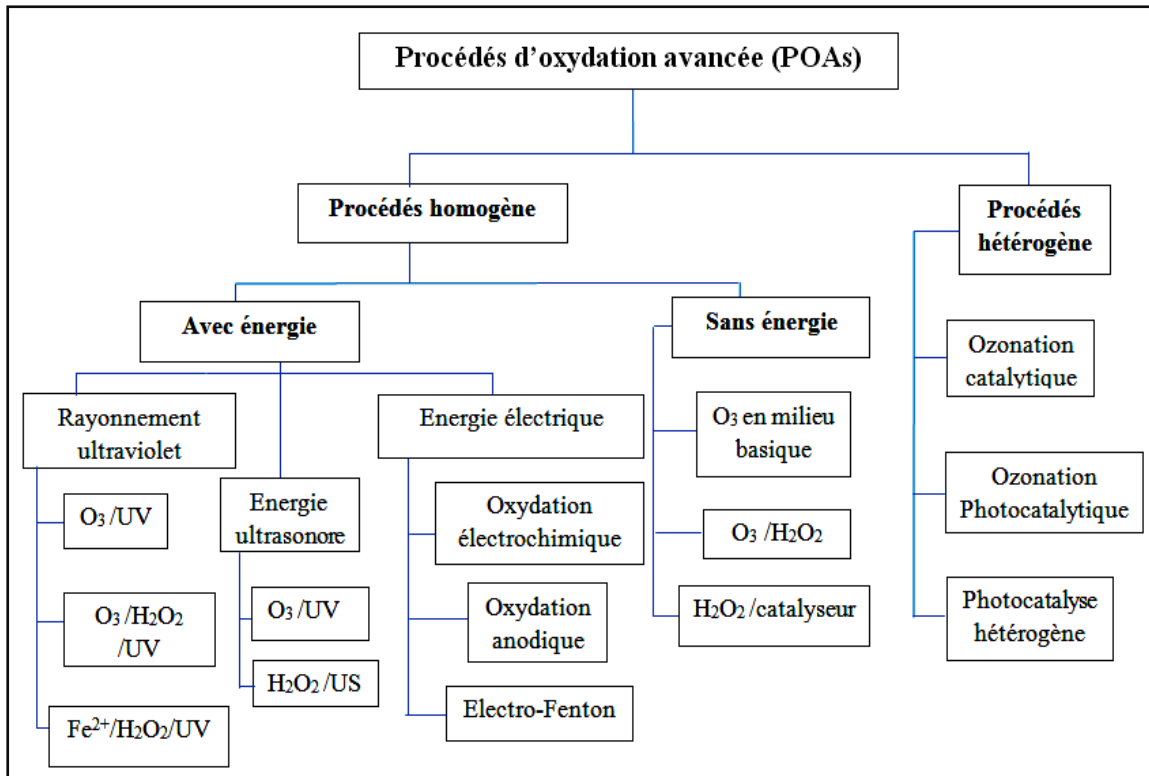 Procédés d’oxydation avancée (POAs)
Procédés homogène
Procédés
hétérogène
Avec énergie
Sans énergie
Rayonnement
ultraviolet
O₃ /UV
O₃/H₂O₂
/UV
Fe²⁺/H₂O₂/UV
Energie
ultrasonore
O₃ /UV
H₂O₂ /US
Energie électrique
Oxydation
électrochimique
Oxydation
anodique
Electro-Fenton
O₃ en milieu
basique
O₃ /H₂O₂
H₂O₂ /catalyseur
Ozonation
catalytique
Ozonation
Photocatalytique
Photocatalyse
hétérogène